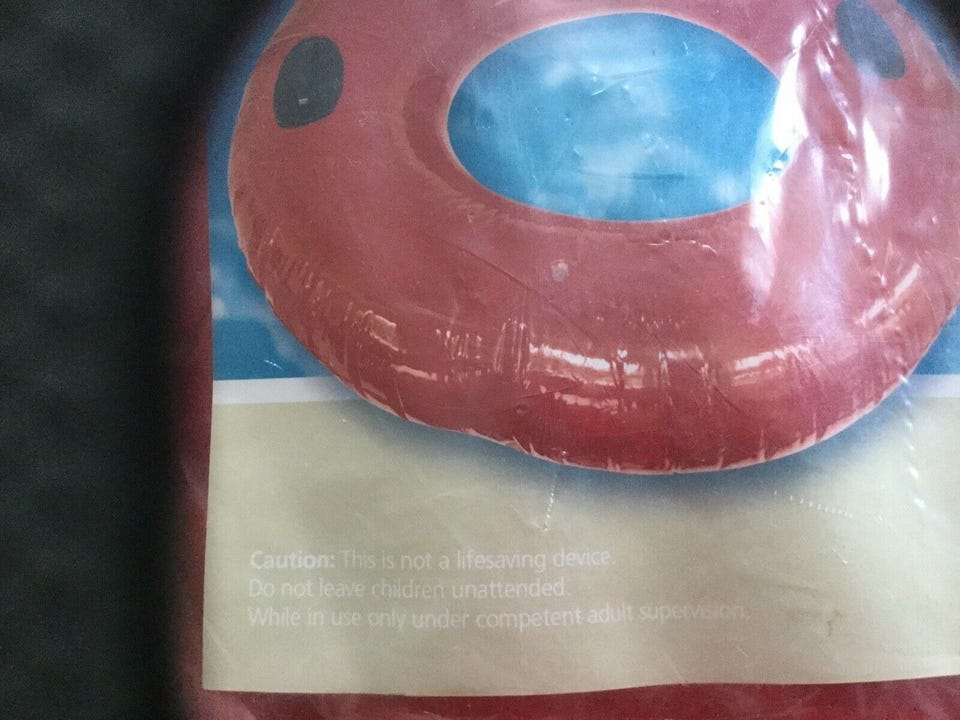 Caution: This is not a lifesaving device.
Do not leave children unattended.
While in use only under competent adult supervision.